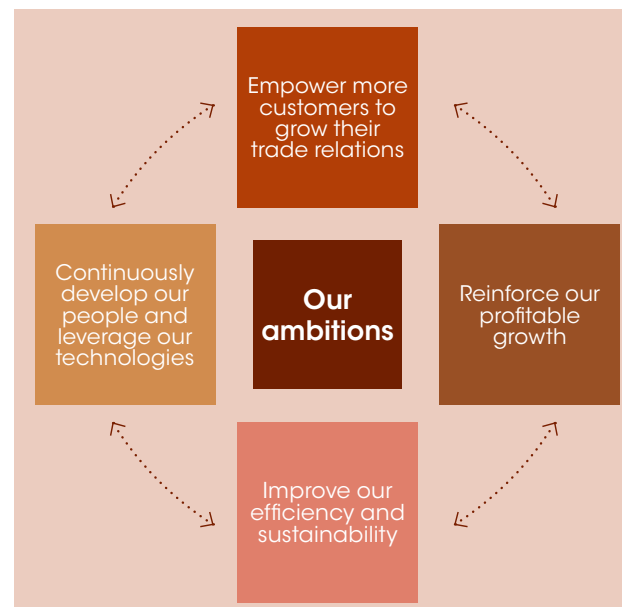 Empower more
customers to
grow their
trade relations
Continuously
develop our
people and
leverage our
technologies
Our
ambitions
Reinforce our
profitable
growth
Improve our
efficiency and
sustainability